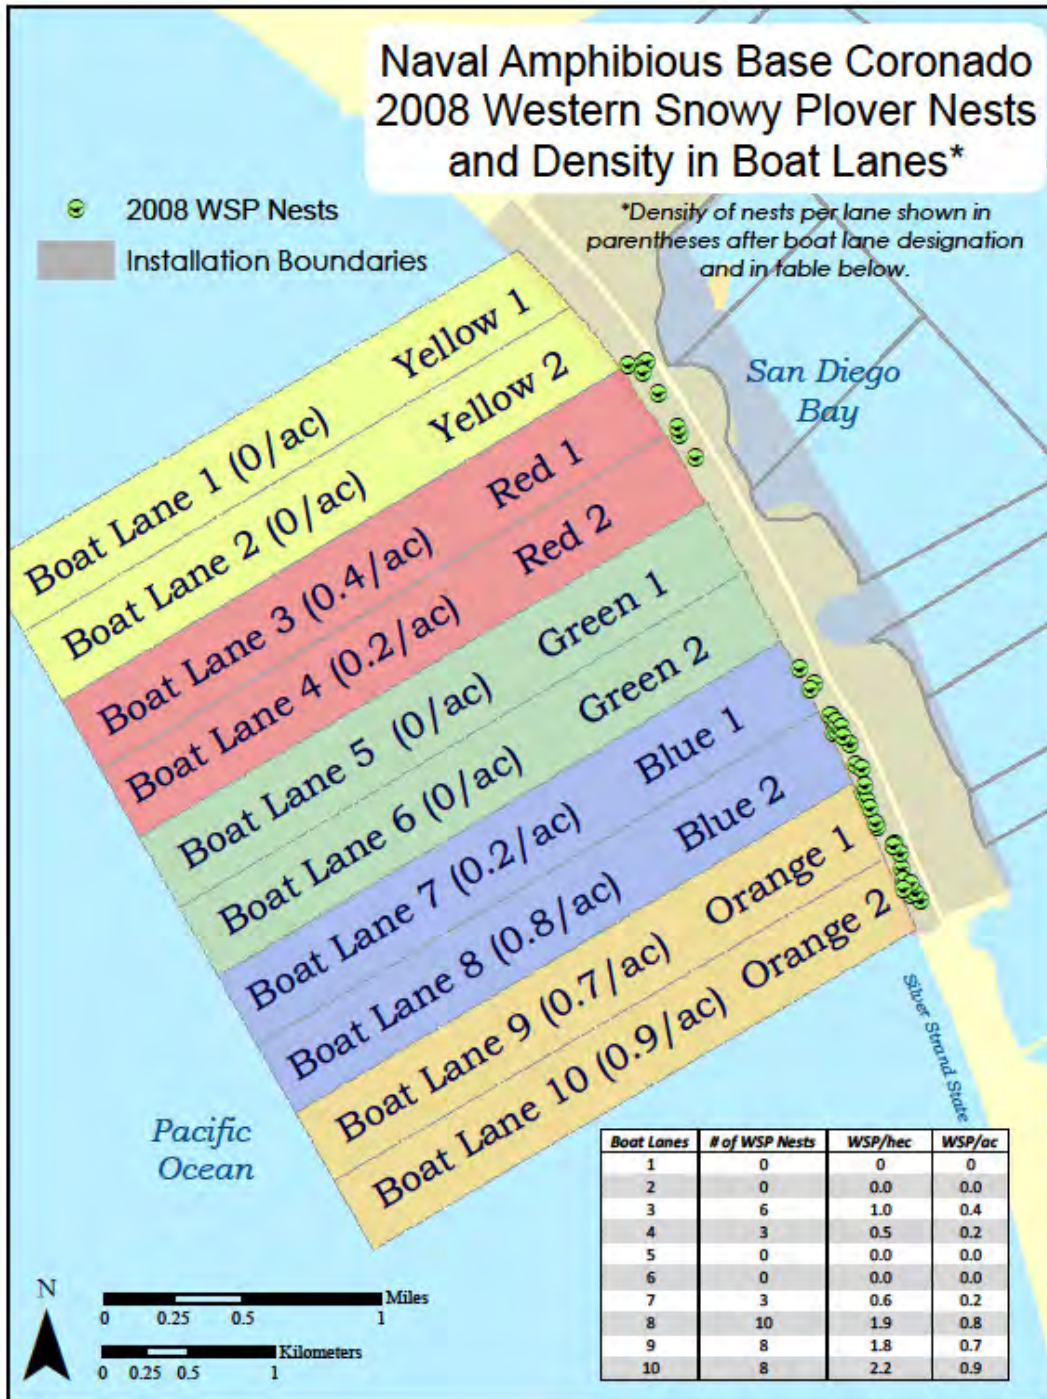 Naval Amphibious Base Coronado
2008 Western Snowy Plover Nests
and Density in Boat Lanes*
*Density of nests per lane shown in
parentheses after boat lane designation
and in table below.
2008 WSP Nests
Installation Boundaries
San Diego
Bay
Boat Lane 1 (0/ac) Yellow 1
Boat Lane 2 (0/ac) Yellow 2
Boat Lane 3 (0.4/ac) Red 1
Boat Lane 4 (0.2/ac) Red 2
Boat Lane 5 (0/ac) Green 1
Boat Lane 6 (0/ac) Green 2
Boat Lane 7 (0.2/ac) Blue 1
Boat Lane 8 (0.8/ac) Blue 2
Boat Lane 9 (0.7/ac) Orange 1
Boat Lane 10 (0.9/ac) Orange 2
Silver Strand State
Pacific
Ocean
Boat Lanes # of WSP Nests WSP/hec WSP/ac
1 0 0 0
2 0 0.0 0.0
3 6 1.0 0.4
4 3 0.5 0.2
5 0 0.0 0.0
6 0 0.0 0.0
7 3 0.6 0.2
8 10 1.9 0.8
9 8 1.8 0.7
10 8 2.2 0.9
N
Miles
0 0.25 0.5 1
Kilometers
0 0.25 0.5 1